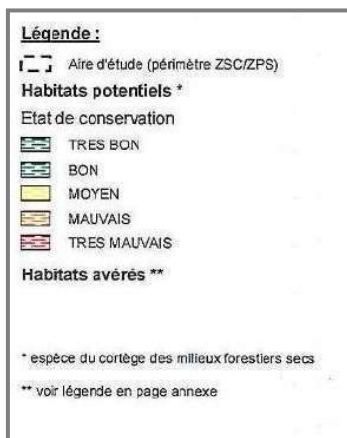 Légende :
Aire d'étude (périmètre ZSC/ZPS)
Habitats potentiels *
Etat de conservation
TRES BON
BON
MOYEN
MAUVAIS
TRES MAUVAIS
Habitats avérés **
* espèce du cortège des milieux forestiers secs
** voir légende en page annexe